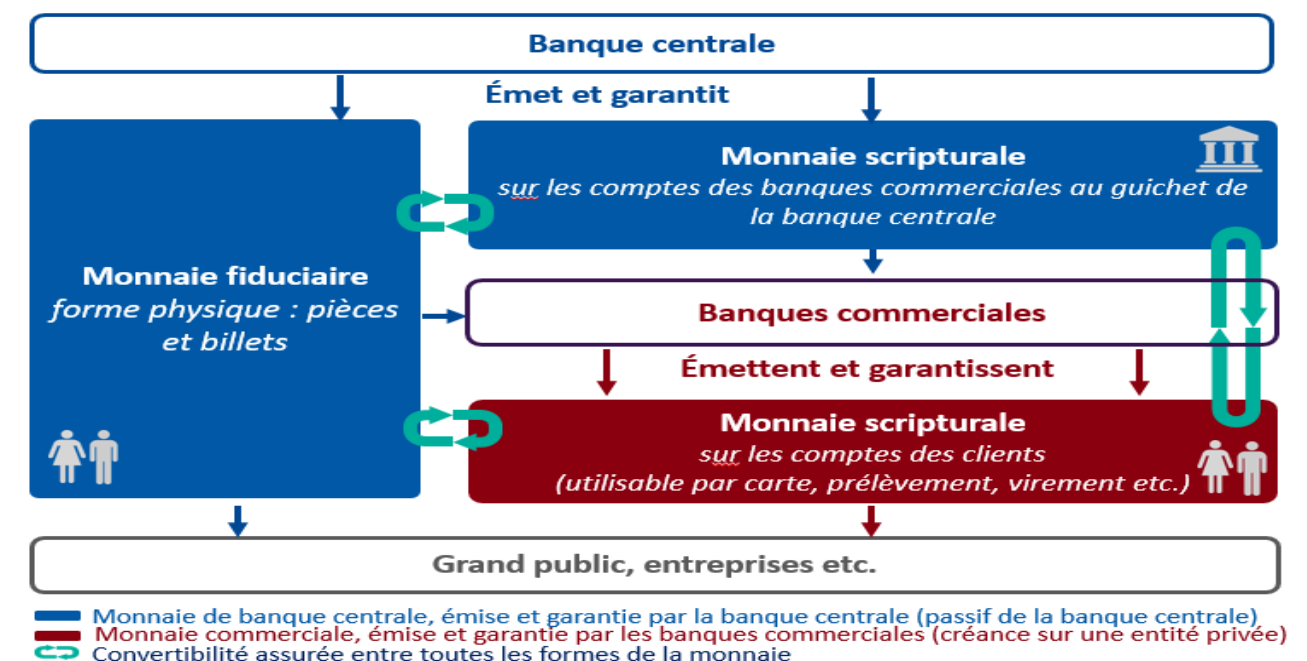 Banque centrale
Émet et garantit
Monnaie fiduciaire
forme physique : pièces
et billets
Monnaie scripturale
sur les comptes des banques commerciales au guichet de
la banque centrale
Banques commerciales
Émettent et garantissent
Monnaie scripturale
sur les comptes des clients
(utilisable par carte, prélèvement, virement etc.)
Grand public, entreprises etc.
Monnaie de banque centrale, émise et garantie par la banque centrale (passif de la banque centrale)
Monnaie commerciale, émise et garantie par les banques commerciales (créance sur une entité privée)
Convertibilité assurée entre toutes les formes de la monnaie